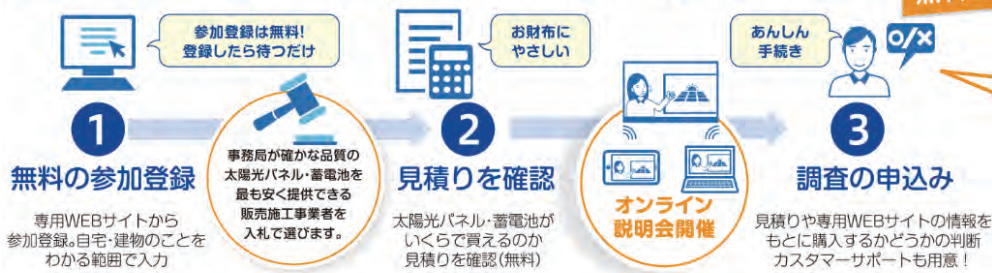 参加登録は無料!
登録したら待つだけ
お財布に
やさしい
あんしん
手続き
O/X
1
無料の参加登録
専用WEBサイトから
参加登録。自宅・建物のことを
わかる範囲で入力
事務局が確かな品質の
太陽光パネル・蓄電池を
最も安く提供できる
販売施工事業者を
入札で選びます。
2
見積りを確認
太陽光パネル・蓄電池が
いくらで買えるのか
見積りを確認(無料)
オンライン
説明会開催
3
調査の申込み
見積りや専用WEBサイトの情報を
もとに購入するかどうかの判断
カスタマーサポートも用意！